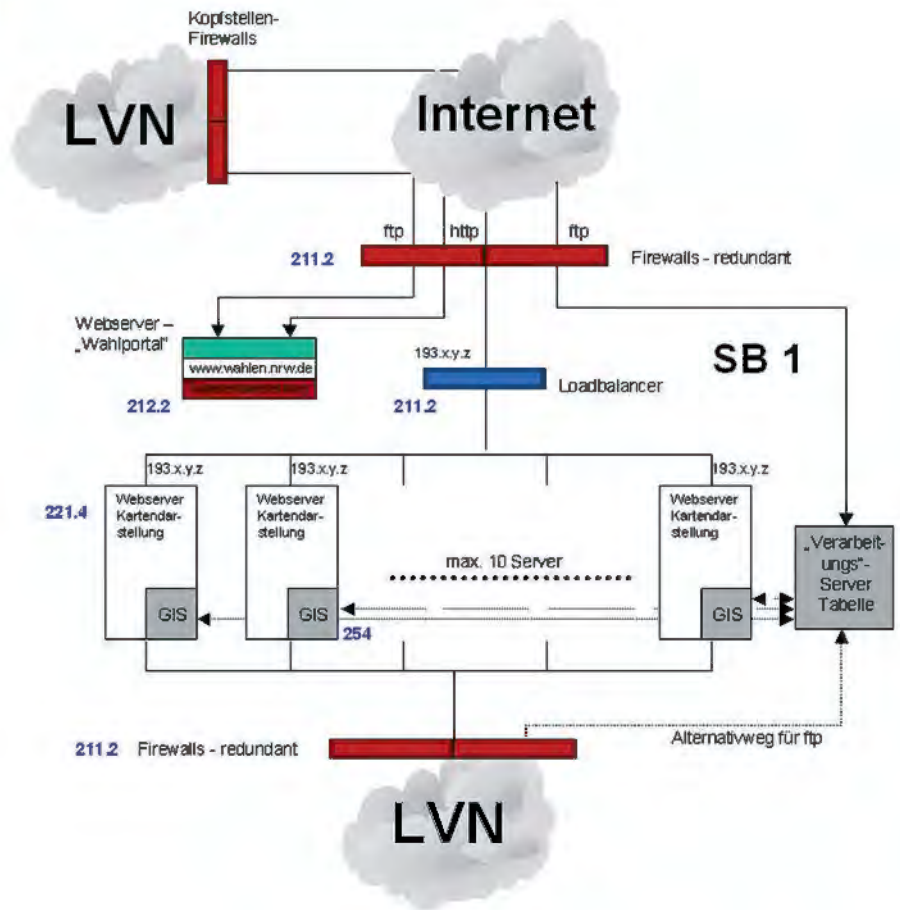 Kopfstellen-
Firewalls
LVN
Internet
ftp
http
ftp
211.2
Firewalls - redundant
Webserver –
„Wahlportal"
www.wahlen.nrw.de
212.2
193.x.y.z
SB 1
Loadbalancer
211.2
193.x.y.z
193.x.y.z
193.x.y.z
221.4
Webserver
Kartendar-
stellung
Webserver
Kartendar-
stellung
Webserver
Kartendar-
stellung
max. 10 Server
„Verarbeit-
ungs"-
Server
Tabelle
GIS
GIS
GIS
254
211.2
Firewalls - redundant
Alternativweg für ftp
LVN